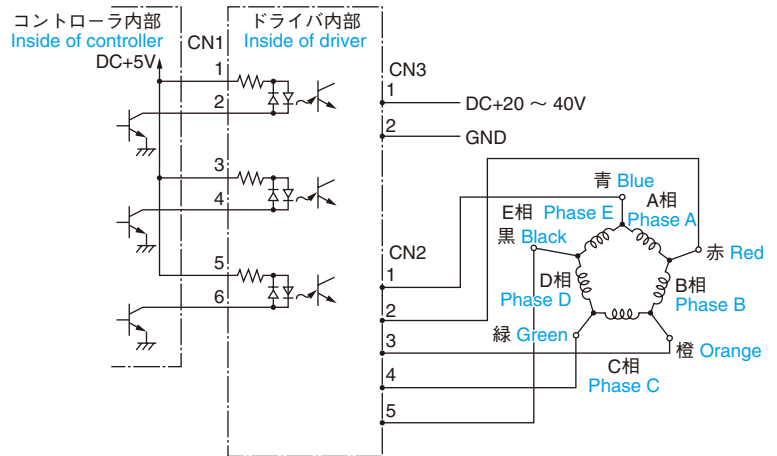 コントローラ内部
Inside of controller
DC+5V
CN1
ドライバ内部
Inside of driver
1
2
3
4
5
6
CN3
1
DC+20 ～ 40V
2
GND
CN2
1
2
3
4
5
青 Blue
E相 Phase E
A相
Phase A
黒 Black
赤 Red
D相
Phase D
B相
Phase B
緑 Green
橙 Orange
C相
Phase C